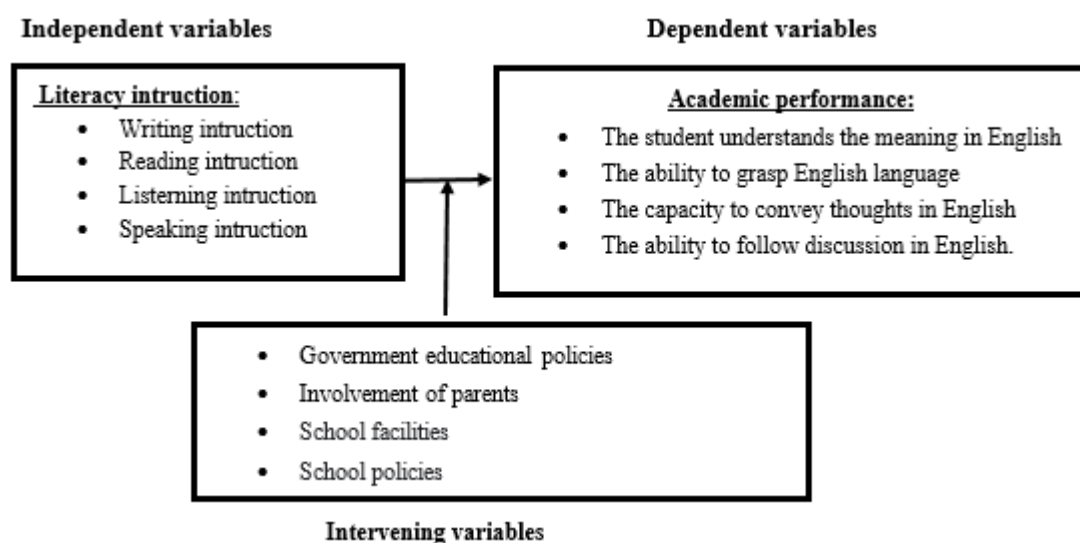 Independent variables
Dependent variables
Literacy intruction:
• Writing intruction
• Reading intruction
• Listerning intruction
• Speaking intruction
Academic performance:
• The student understands the meaning in English
• The ability to grasp English language
• The capacity to convey thoughts in English
• The ability to follow discussion in English.
• Government educational policies
• Involvement of parents
• School facilities
• School policies
Intervening variables